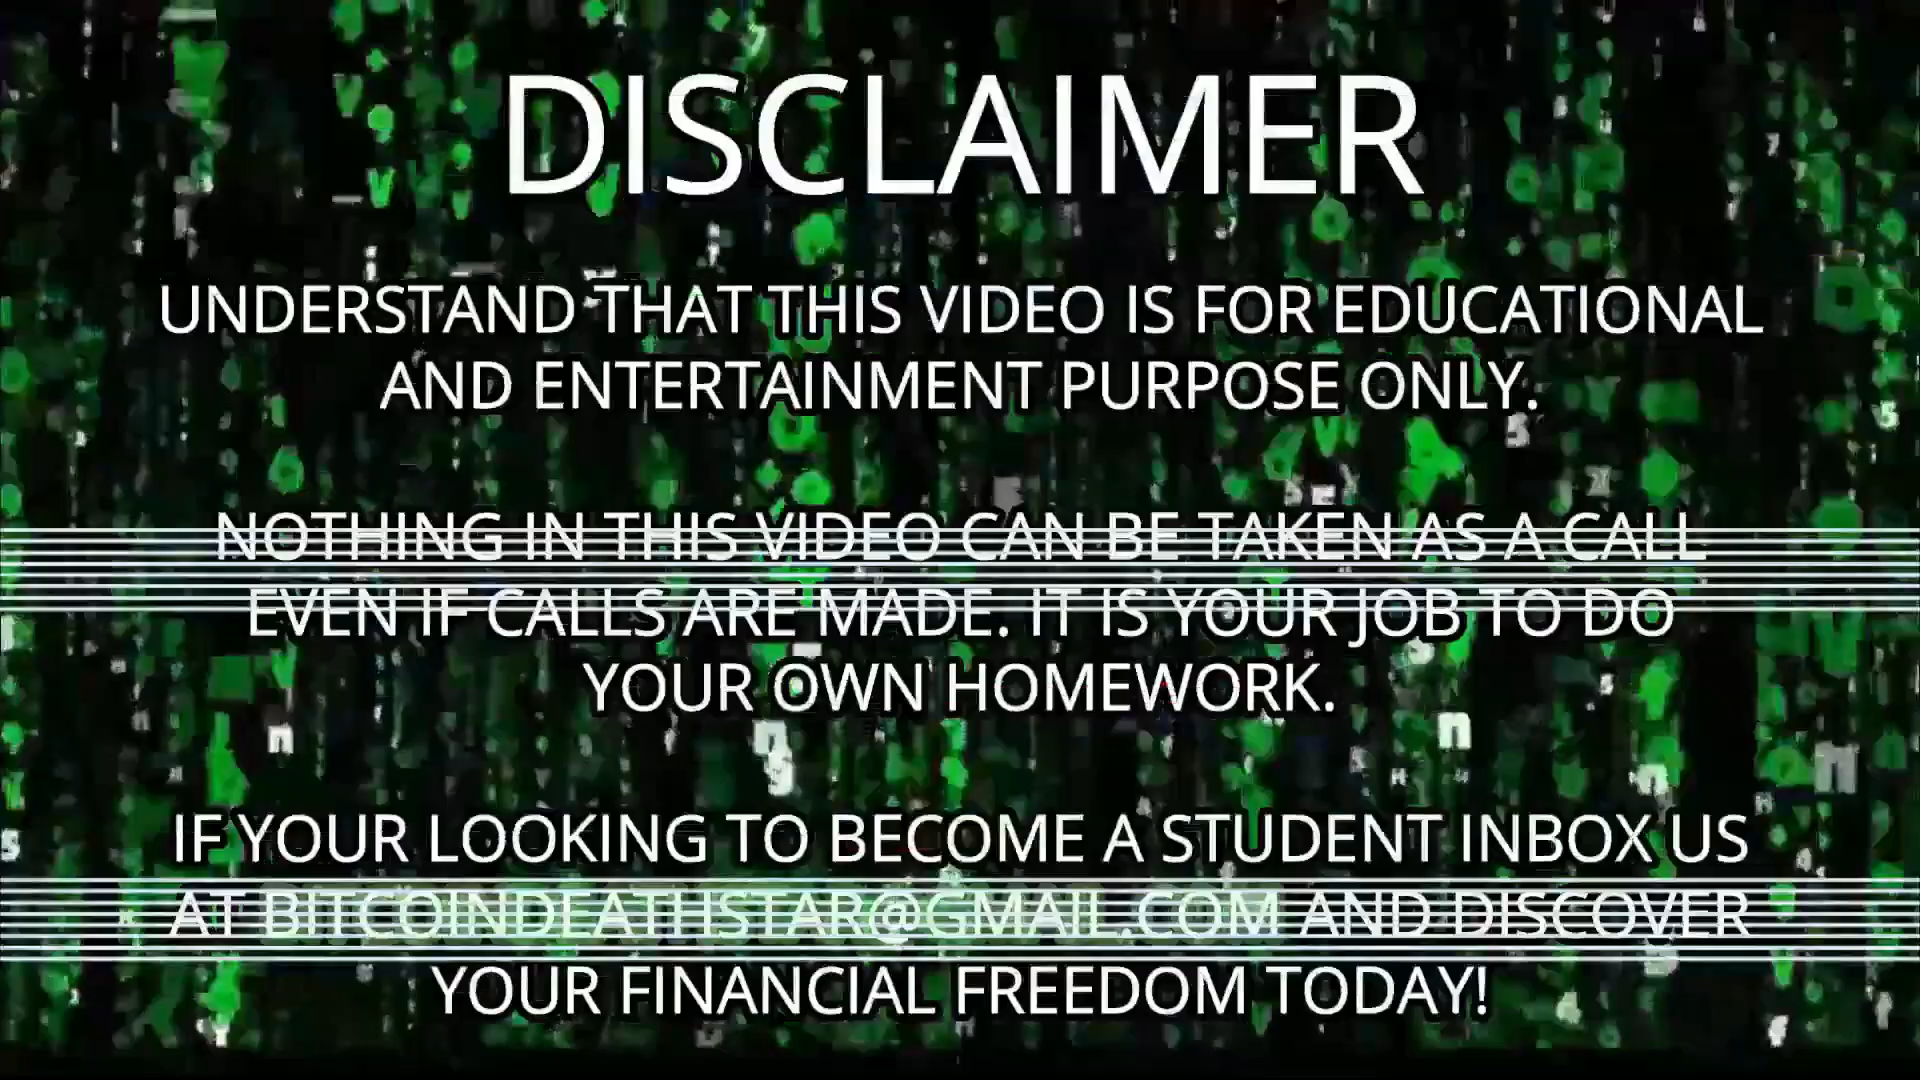 DISCLAIMER
UNDERSTAND THAT THIS VIDEO IS FOR EDUCATIONAL
AND ENTERTAINMENT PURPOSE ONLY.
NOTHING IN THIS VIDEO CAN BE TAKEN AS A CALL
EVEN IF CALLS ARE MADE. IT IS YOUR JOB TO DO
YOUR OWN HOMEWORK.
IF YOUR LOOKING TO BECOME A STUDENT INBOX US
AT BITCOINDEATHSTAR@GMAIL.COM AND DISCOVER
YOUR FINANCIAL FREEDOM TODAY!